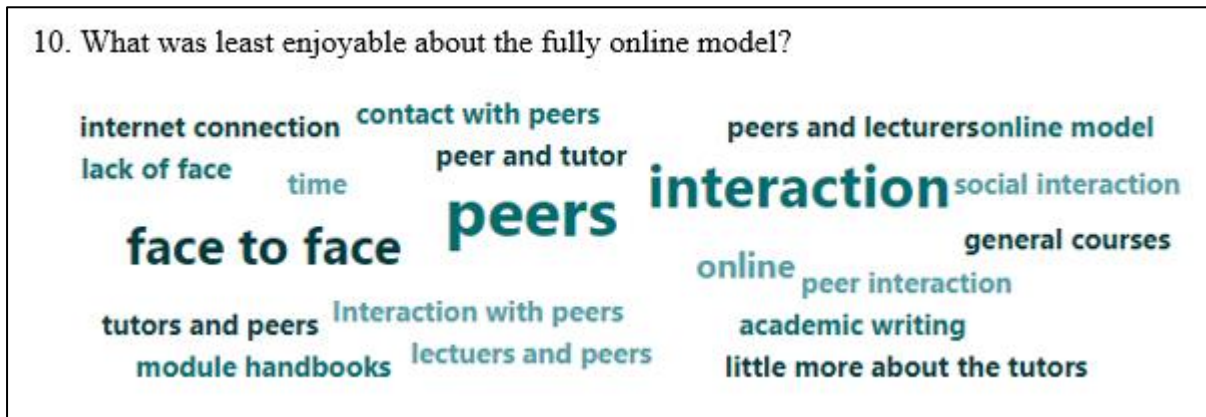 10. What was least enjoyable about the fully online model?
internet connection
contact with peers
peers and lecturers
online model
lack of face
time
peer and tutor
interaction
social interaction
peers
face to face
general courses
online
peer interaction
tutors and peers
Interaction with peers
academic writing
module handbooks
lectuers and peers
little more about the tutors